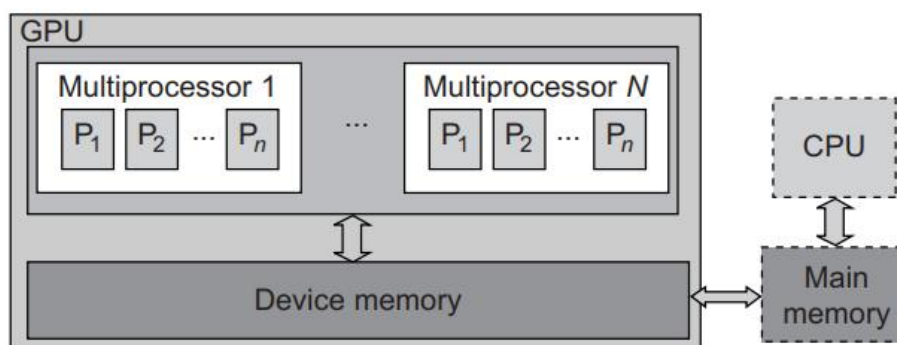 GPU
Multiprocessor 1
P1 P2 ... Pn
...
Multiprocessor N
P1 P2 ... Pn
CPU
Device memory
Main
memory